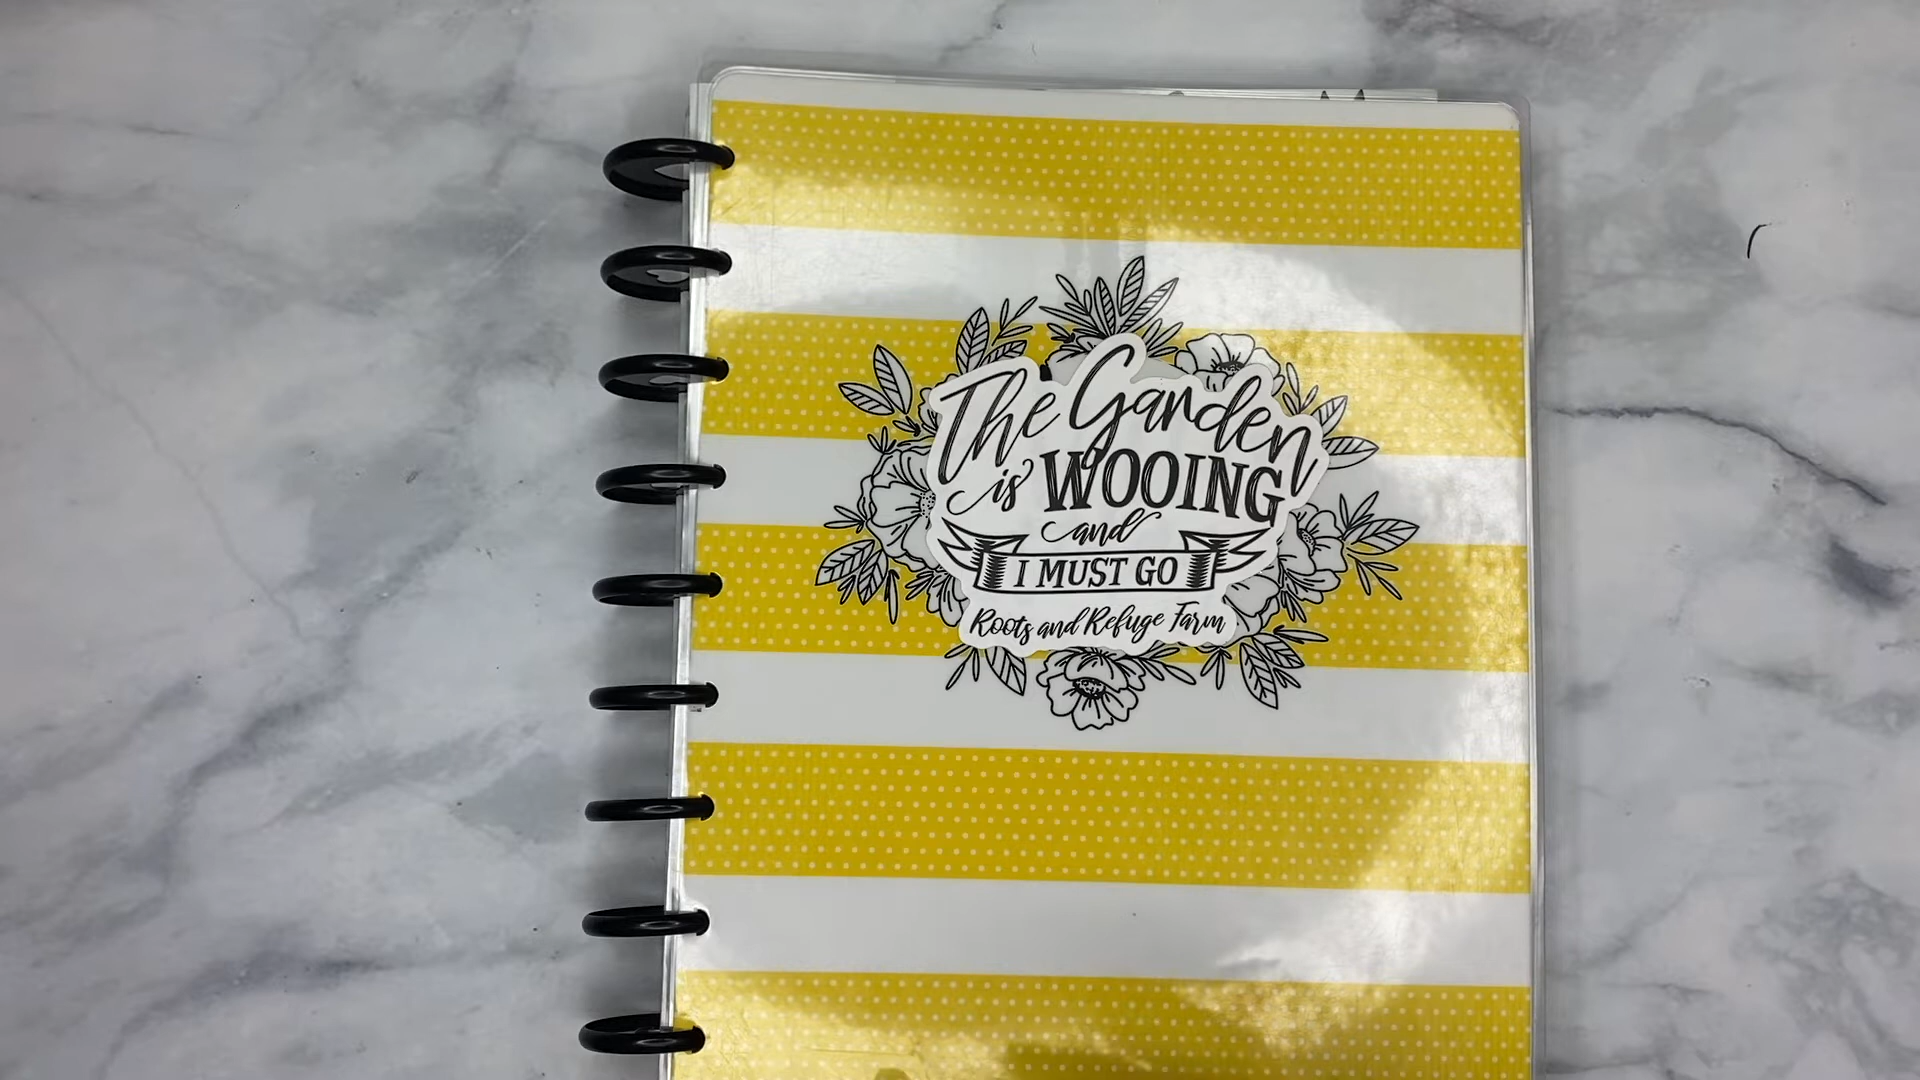 The Garden
is WOOING
and
I MUST GO
Roots and Refuge Farm